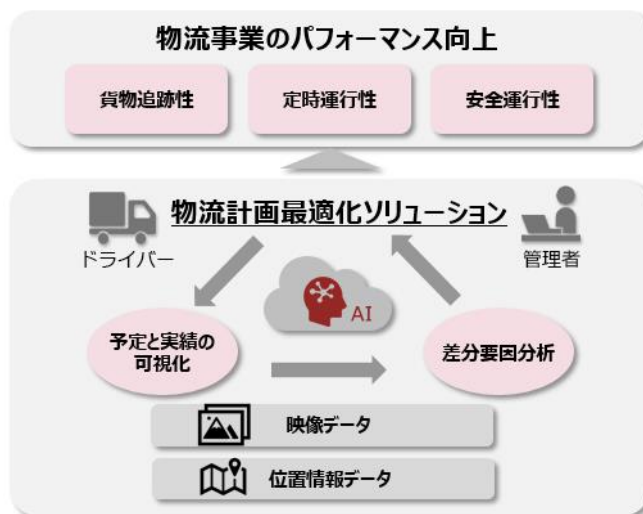 物流事業のパフォーマンス向上
貨物追跡性
定時運行性
安全運行性
物流計画最適化ソリューション
ドライバー
管理者
AI
予定と実績の
可視化
差分要因分析
映像データ
位置情報データ